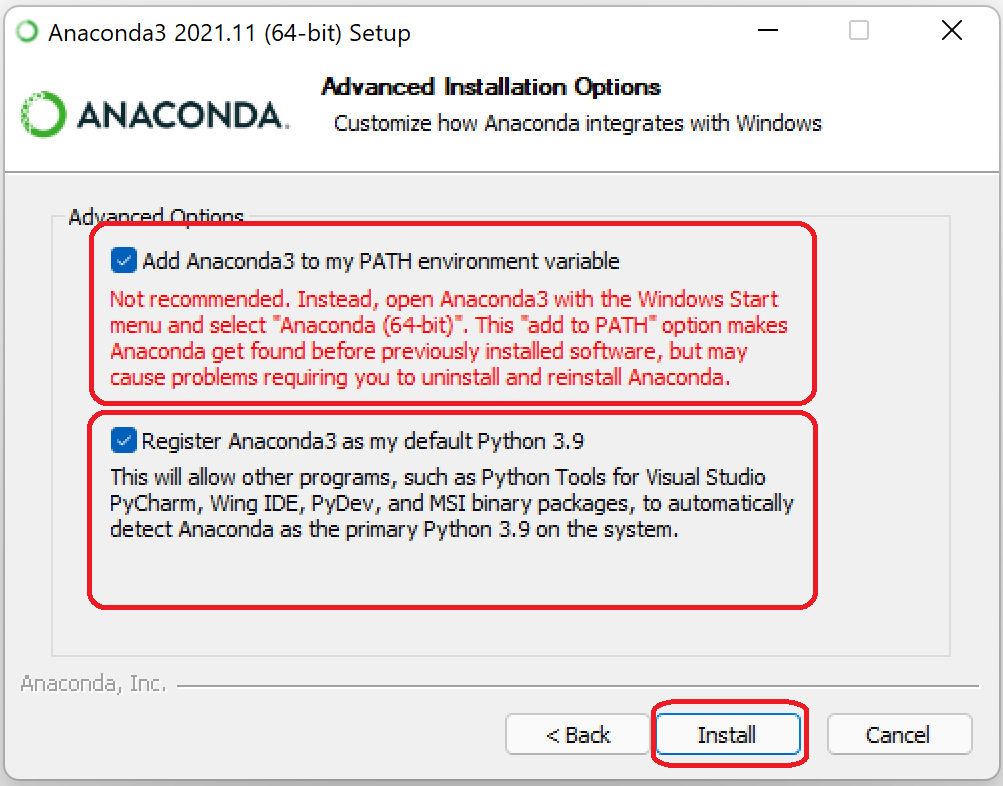 Anaconda3 2021.11 (64-bit) Setup
ANACONDA.
Advanced Installation Options
Customize how Anaconda integrates with Windows
Advanced Options
Add Anaconda3 to my PATH environment variable
Not recommended. Instead, open Anaconda3 with the Windows Start
menu and select "Anaconda (64-bit)". This "add to PATH" option makes
Anaconda get found before previously installed software, but may
cause problems requiring you to uninstall and reinstall Anaconda.
Register Anaconda3 as my default Python 3.9
This will allow other programs, such as Python Tools for Visual Studio
PyCharm, Wing IDE, PyDev, and MSI binary packages, to automatically
detect Anaconda as the primary Python 3.9 on the system.
Anaconda, Inc.
< Back
Install
Cancel